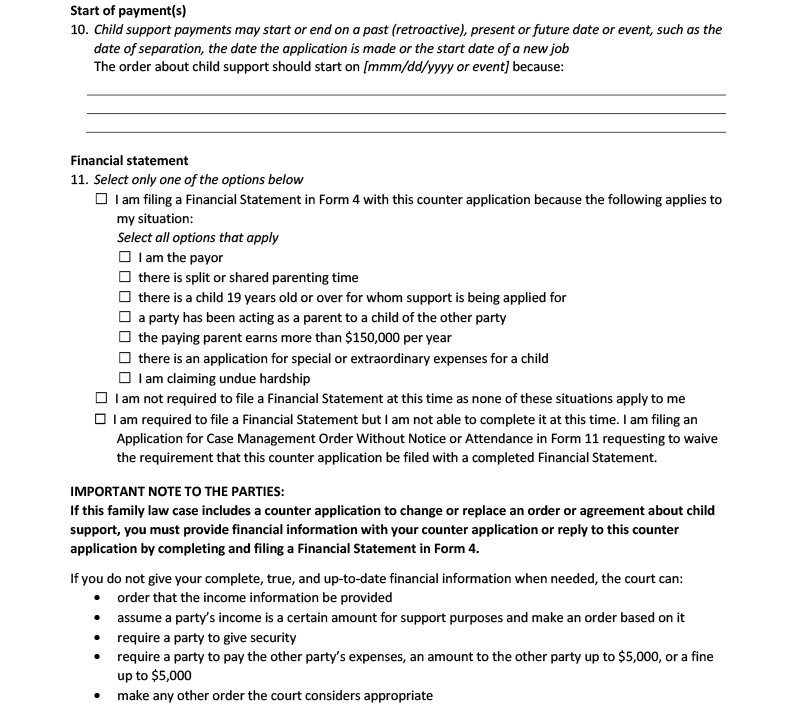 Start of payment(s)
10. Child support payments may start or end on a past (retroactive), present or future date or event, such as the
date of separation, the date the application is made or the start date of a new job
The order about child support should start on [mmm/dd/yyyy or event] because:
Financial statement
11. Select only one of the options below
☐ I am filing a Financial Statement in Form 4 with this counter application because the following applies to
my situation:
Select all options that apply
☐ I am the payor
☐ there is split or shared parenting time
☐ there is a child 19 years old or over for whom support is being applied for
☐ a party has been acting as a parent to a child of the other party
☐ the paying parent earns more than $150,000 per year
☐ there is an application for special or extraordinary expenses for a child
☐ I am claiming undue hardship
☐ I am not required to file a Financial Statement at this time as none of these situations apply to me
☐ I am required to file a Financial Statement but I am not able to complete it at this time. I am filing an
Application for Case Management Order Without Notice or Attendance in Form 11 requesting to waive
the requirement that this counter application be filed with a completed Financial Statement.
IMPORTANT NOTE TO THE PARTIES:
If this family law case includes a counter application to change or replace an order or agreement about child
support, you must provide financial information with your counter application or reply to this counter
application by completing and filing a Financial Statement in Form 4.
If you do not give your complete, true, and up-to-date financial information when needed, the court can:
• order that the income information be provided
• assume a party's income is a certain amount for support purposes and make an order based on it
• require a party to give security
• require a party to pay the other party's expenses, an amount to the other party up to $5,000, or a fine
up to $5,000
• make any other order the court considers appropriate